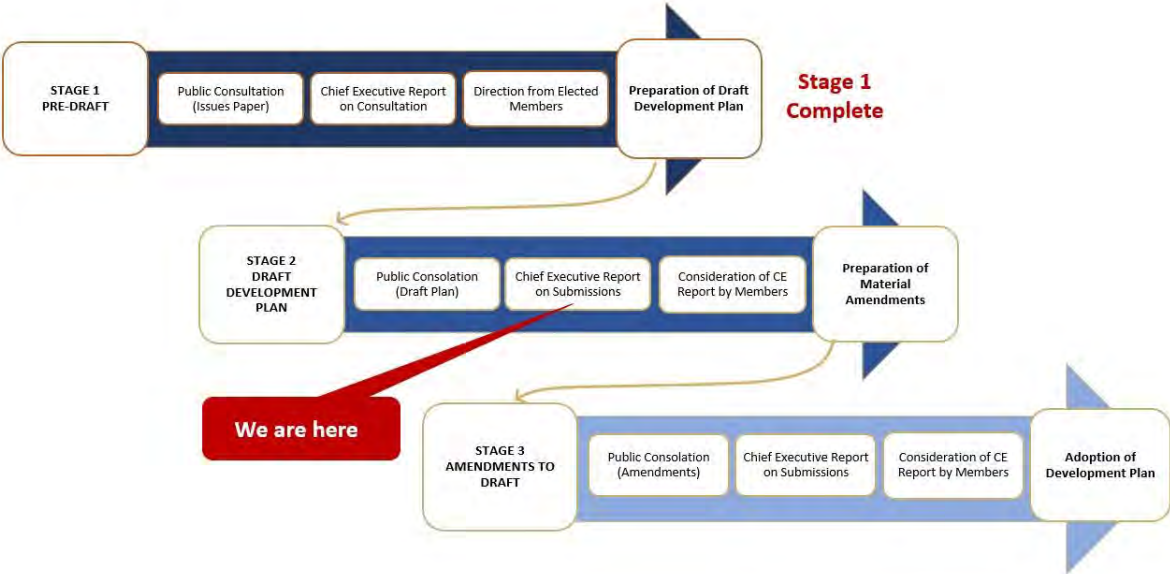 STAGE 1
PRE-DRAFT
Public Consultation
(Issues Paper)
Chief Executive Report
on Consultation
Direction from Elected
Members
Preparation of Draft
Development Plan
Stage 1
Complete
STAGE 2
DRAFT
DEVELOPMENT
PLAN
Public Consolation
(Draft Plan)
Chief Executive Report
on Submissions
Consideration of CE
Report by Members
Preparation of
Material
Amendments
We are here
STAGE 3
AMENDMENTS TO
DRAFT
Public Consolation
(Amendments)
Chief Executive Report
on Submissions
Consideration of CE
Report by Members
Adoption of
Development Plan